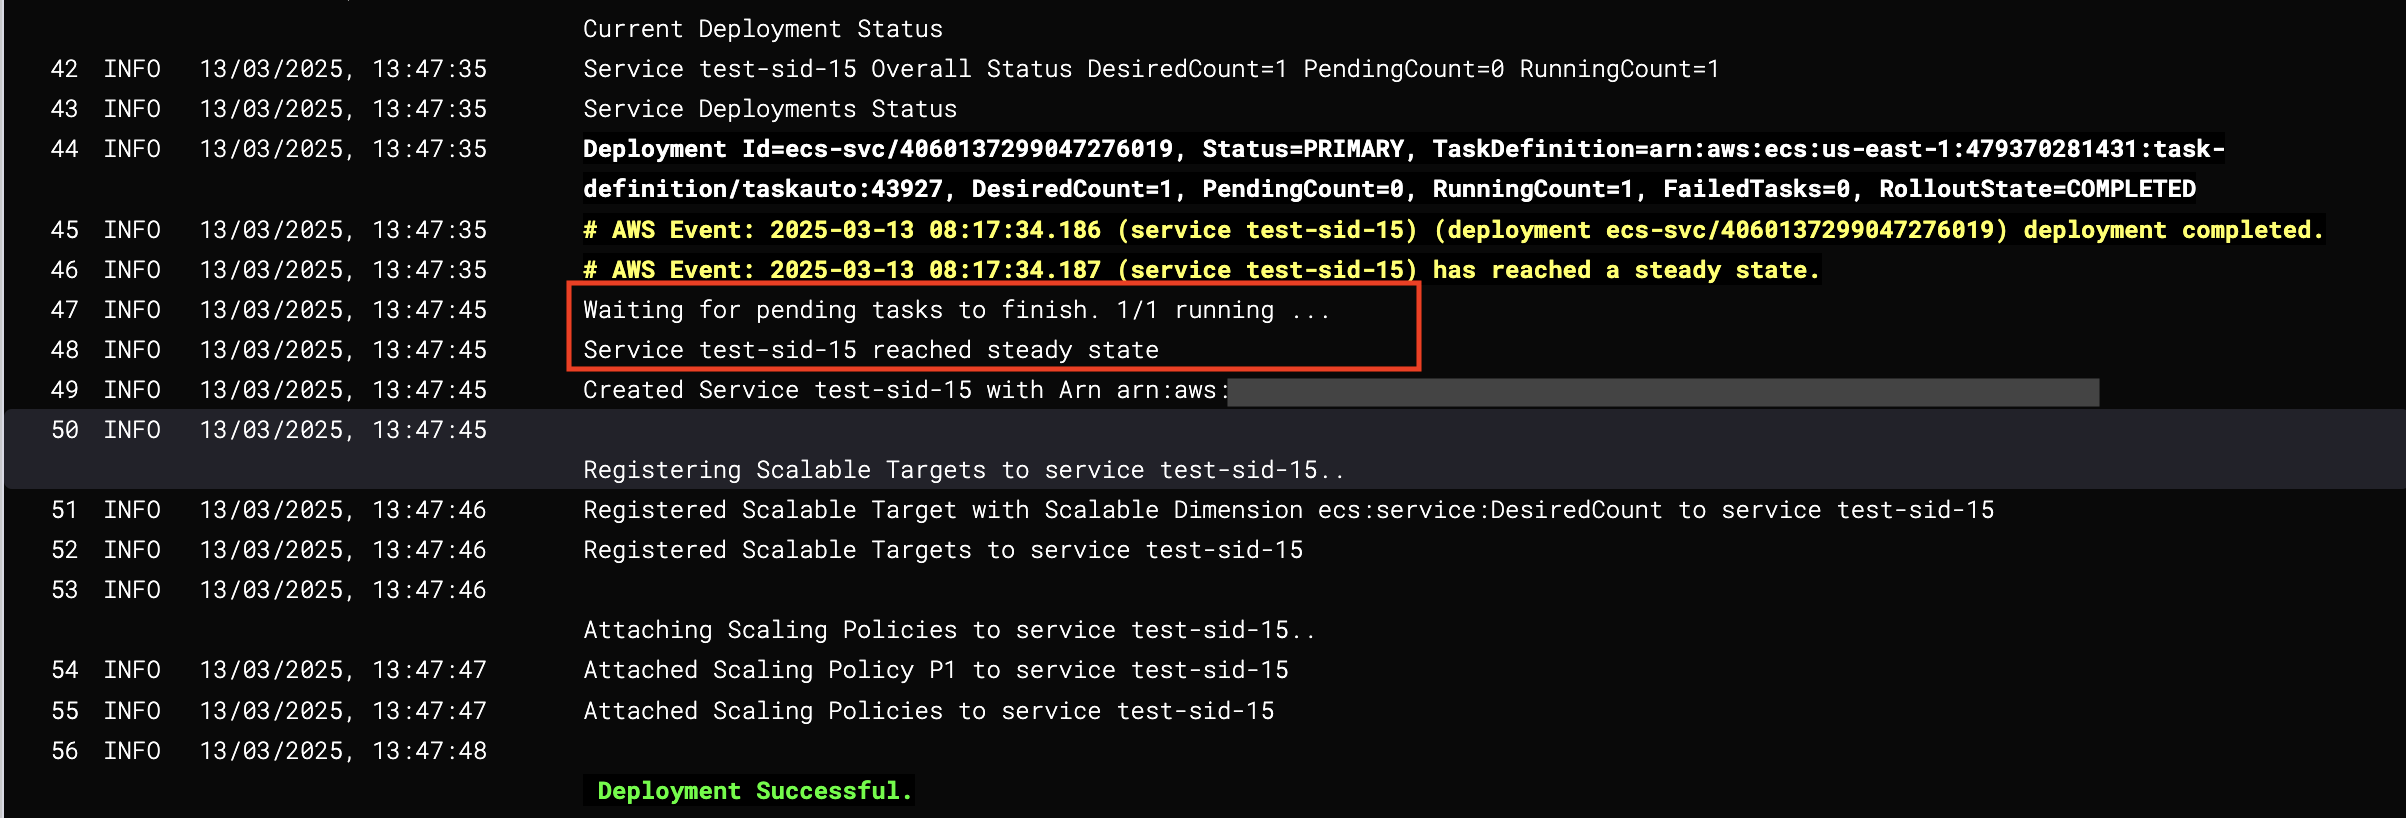 Current Deployment Status
42 INFO 13/03/2025, 13:47:35 Service test-sid-15 Overall Status DesiredCount=1 PendingCount=0 RunningCount=1
43 INFO 13/03/2025, 13:47:35 Service Deployments Status
44 INFO 13/03/2025, 13:47:35 Deployment Id=ecs-svc/4060137299047276019, Status=PRIMARY, TaskDefinition=arn:aws:ecs:us-east-1:479370281431:task-
definition/taskauto:43927, DesiredCount=1, PendingCount=0, RunningCount=1, FailedTasks=0, RolloutState=COMPLETED
45 INFO 13/03/2025, 13:47:35 # AWS Event: 2025-03-13 08:17:34.186 (service test-sid-15) (deployment ecs-svc/4060137299047276019) deployment completed.
46 INFO 13/03/2025, 13:47:35 # AWS Event: 2025-03-13 08:17:34.187 (service test-sid-15) has reached a steady state.
47 INFO 13/03/2025, 13:47:45 Waiting for pending tasks to finish. 1/1 running ...
48 INFO 13/03/2025, 13:47:45 Service test-sid-15 reached steady state
49 INFO 13/03/2025, 13:47:45 Created Service test-sid-15 with Arn arn:aws:
50 INFO 13/03/2025, 13:47:45
Registering Scalable Targets to service test-sid-15..
51 INFO 13/03/2025, 13:47:46 Registered Scalable Target with Scalable Dimension ecs:service:DesiredCount to service test-sid-15
52 INFO 13/03/2025, 13:47:46 Registered Scalable Targets to service test-sid-15
53 INFO 13/03/2025, 13:47:46
Attaching Scaling Policies to service test-sid-15..
54 INFO 13/03/2025, 13:47:47 Attached Scaling Policy P1 to service test-sid-15
55 INFO 13/03/2025, 13:47:47 Attached Scaling Policies to service test-sid-15
56 INFO 13/03/2025, 13:47:48
Deployment Successful.